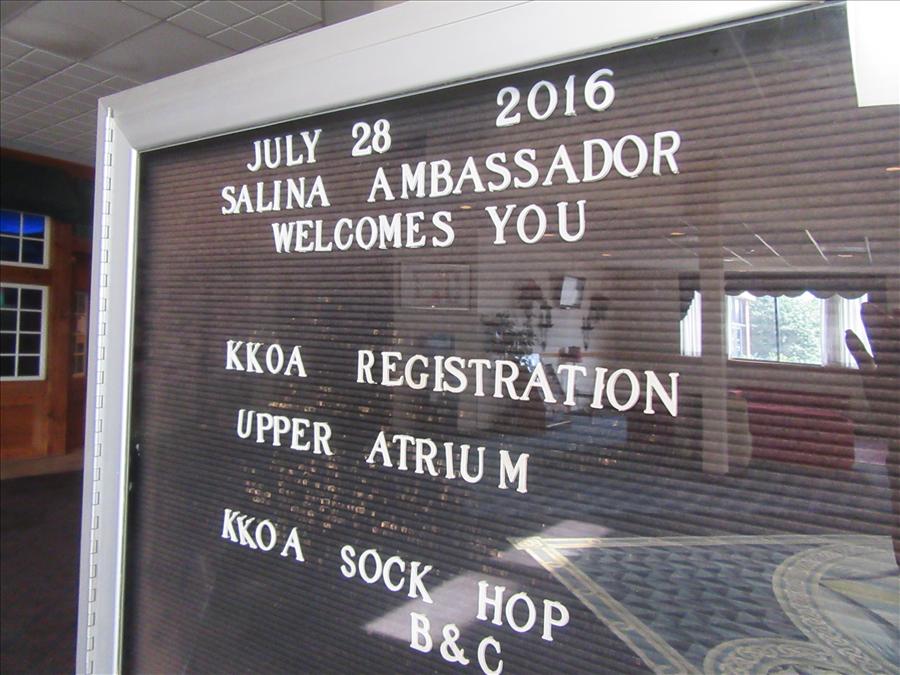 JULY 28 2016
SALINA AMBASSADOR
WELCOMES YOU
KKOA REGISTRATION
UPPER ATRIUM
KKOA SOCK HOP
B&C